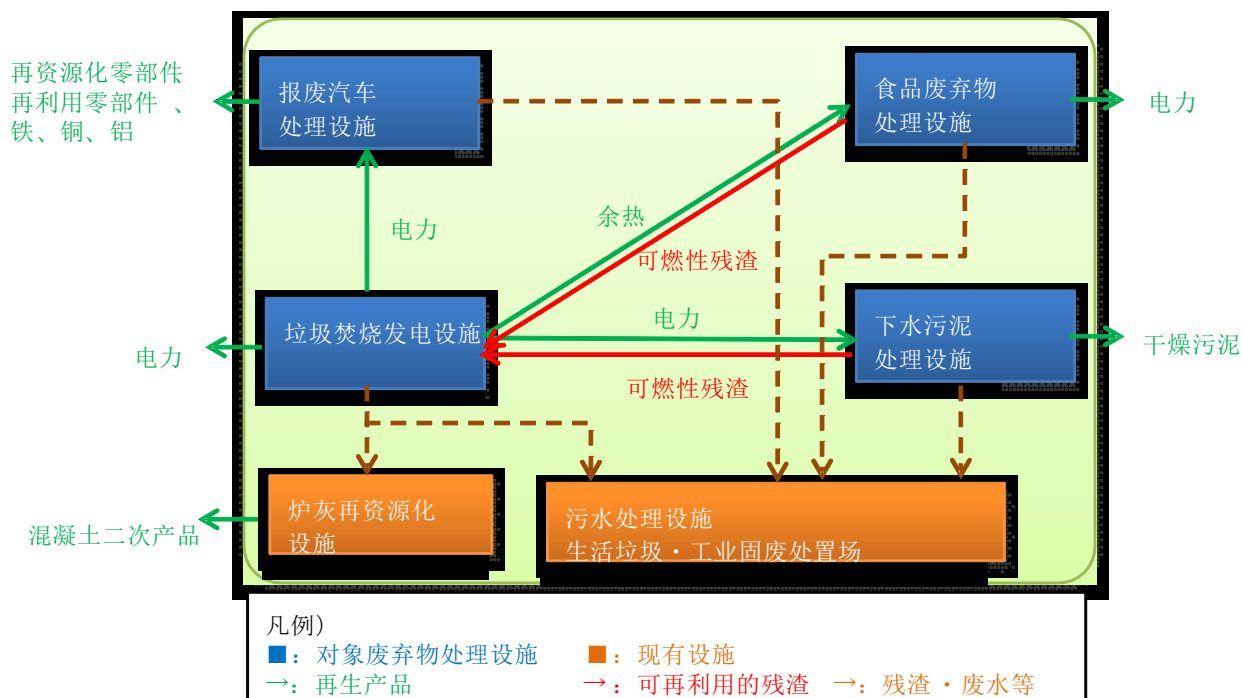 再资源化零部件
再利用零部件 、
铁、铜、铝
报废汽车
处理设施
食品废弃物
处理设施
电力
电力
余热
可燃性残渣
垃圾焚烧发电设施
电力
电力
下水污泥
处理设施
干燥污泥
可燃性残渣
炉灰再资源化
设施
混凝土二次产品
污水处理设施
生活垃圾・工业固废处置场
凡例）
■：对象废弃物处理设施 ■：现有设施
→：再生产品 →：可再利用的残渣 →：残渣・废水等